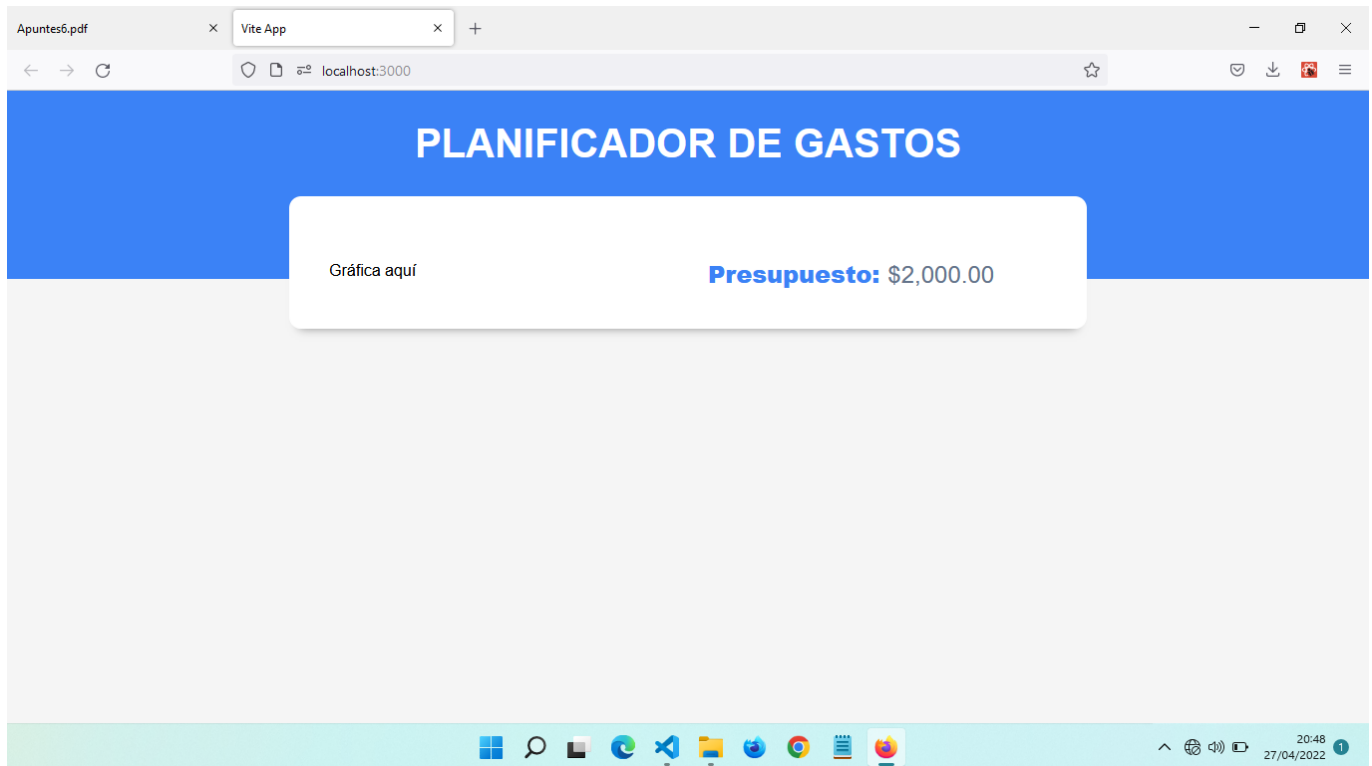 Apuntes6.pdf
Vite App
localhost:3000
PLANIFICADOR DE GASTOS
Gráfica aquí
Presupuesto: $2,000.00
20:48
27/04/2022
1